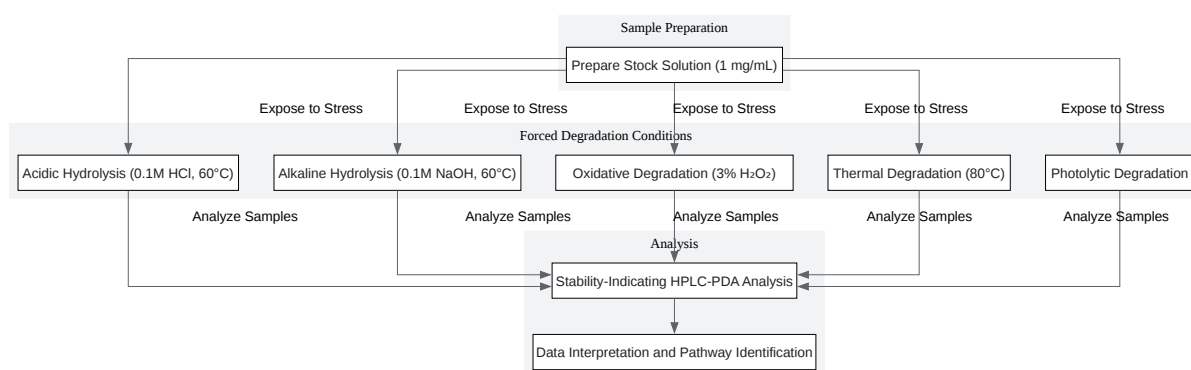 Sample Preparation
Prepare Stock Solution (1 mg/mL)
Expose to Stress
Expose to Stress
Expose to Stress
Expose to Stress
Expose to Stress
Forced Degradation Conditions
Acidic Hydrolysis (0.1M HCl, 60°C)
Alkaline Hydrolysis (0.1M NaOH, 60°C)
Oxidative Degradation (3% H₂O₂)
Thermal Degradation (80°C)
Photolytic Degradation
Analyze Samples
Analyze Samples
Analyze Samples
Analyze Samples
Analyze Samples
Analysis
Stability-Indicating HPLC-PDA Analysis
Data Interpretation and Pathway Identification